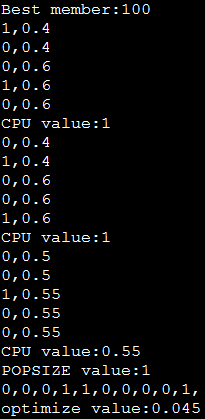 Best member:100
1,0.4
0,0.4
0,0.6
1,0.6
0,0.6
CPU value:1
0,0.4
1,0.4
0,0.6
0,0.6
1,0.6
CPU value:1
0,0.5
0,0.5
1,0.55
0,0.55
0,0.55
CPU value:0.55
POPSIZE value:1
0,0,0,1,1,0,0,0,0,1,
optimize value:0.045